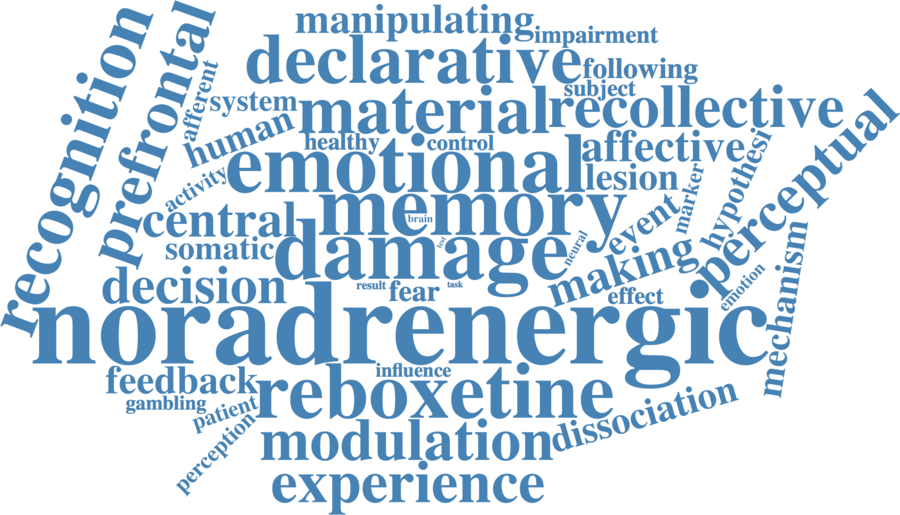 manipulating
impairment
declarative
following
subject
recognition
prefrontal
afferent
system
material
recollective
human
healthy
control
affective
perceptual
activity
emotional
lesion
marker
hypothesi
memory
brain
event
central
somatic
damage
test
neural
making
emotion
mechanism
decision
result
fear
task
effect
noradrenergic
feedback
influence
gambling
patient
reboxetine
perception
modulation
dissociation
experience